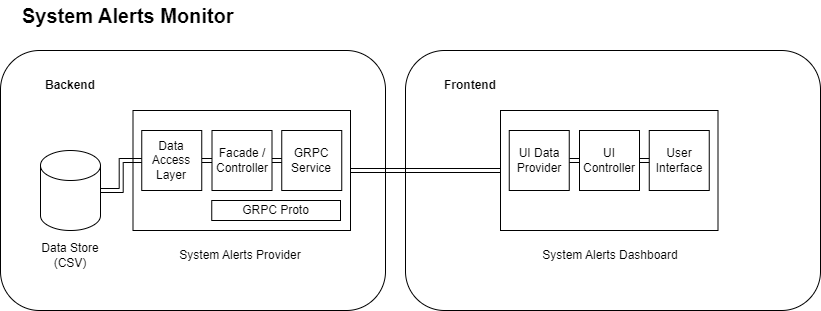 System Alerts Monitor
Backend
Frontend
Data
Access
Layer
Facade /
Controller
GRPC
Service
UI Data
Provider
UI
Controller
User
Interface
GRPC Proto
Data Store
(CSV)
System Alerts Provider
System Alerts Dashboard